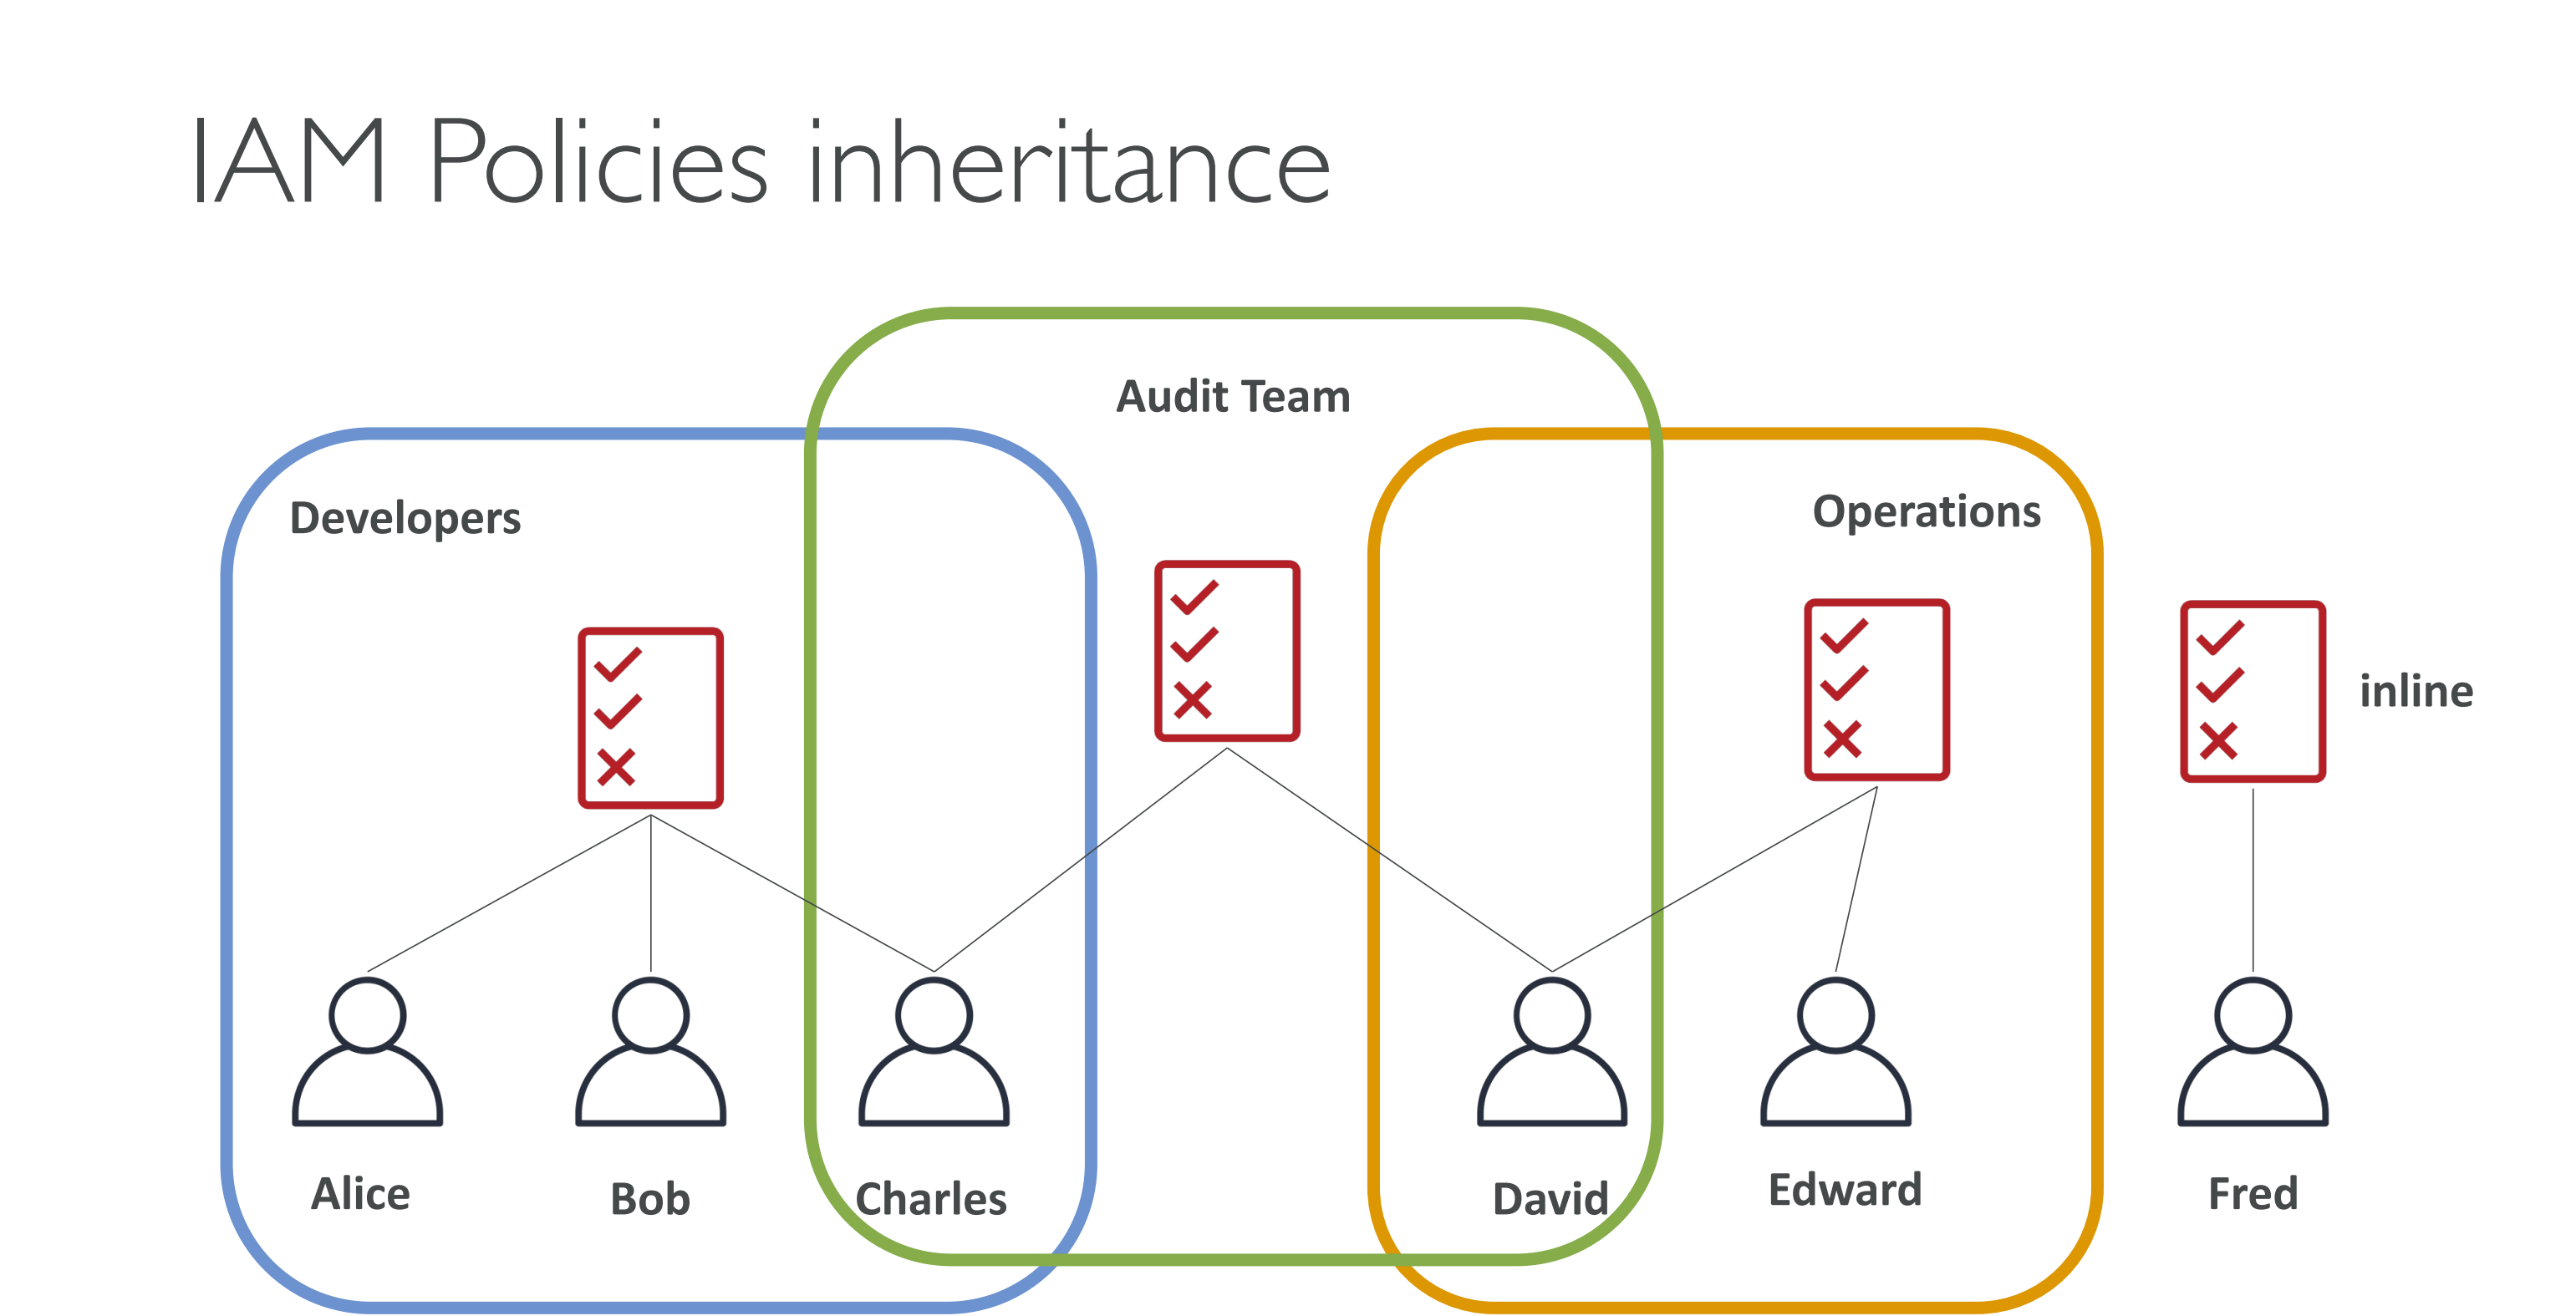 IAM Policies inheritance
Audit Team
Developers
Operations
inline
Alice
Bob
Charles
David
Edward
Fred